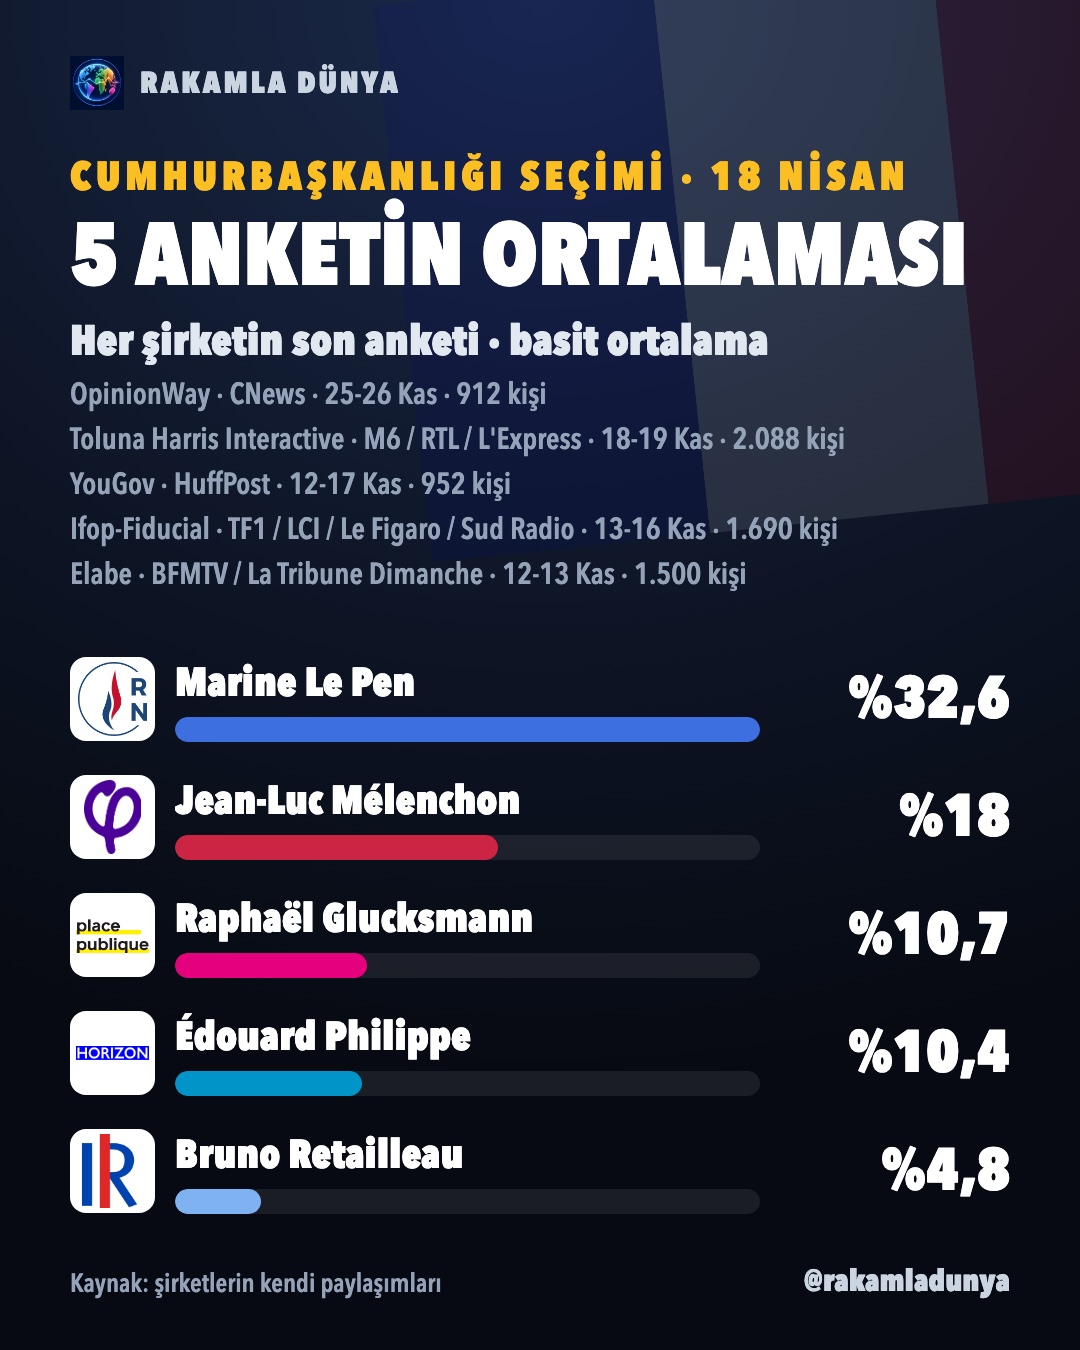 RAKAMLA DÜNYA
CUMHURBAŞKANLIĞI SEÇİMİ · 18 NİSAN
5 ANKETİN ORTALAMASI
Her şirketin son anketi · basit ortalama
OpinionWay · CNews · 25-26 Kas · 912 kişi
Toluna Harris Interactive · M6 / RTL / L'Express · 18-19 Kas · 2.088 kişi
YouGov · HuffPost · 12-17 Kas · 952 kişi
Ifop-Fiducial · TF1 / LCI / Le Figaro / Sud Radio · 13-16 Kas · 1.690 kişi
Elabe · BFMTV / La Tribune Dimanche · 12-13 Kas · 1.500 kişi
RN Marine Le Pen %32,6
φ Jean-Luc Mélenchon %18
place publique Raphaël Glucksmann %10,7
HORIZON Édouard Philippe %10,4
R Bruno Retailleau %4,8
Kaynak: şirketlerin kendi paylaşımları @rakamladunya